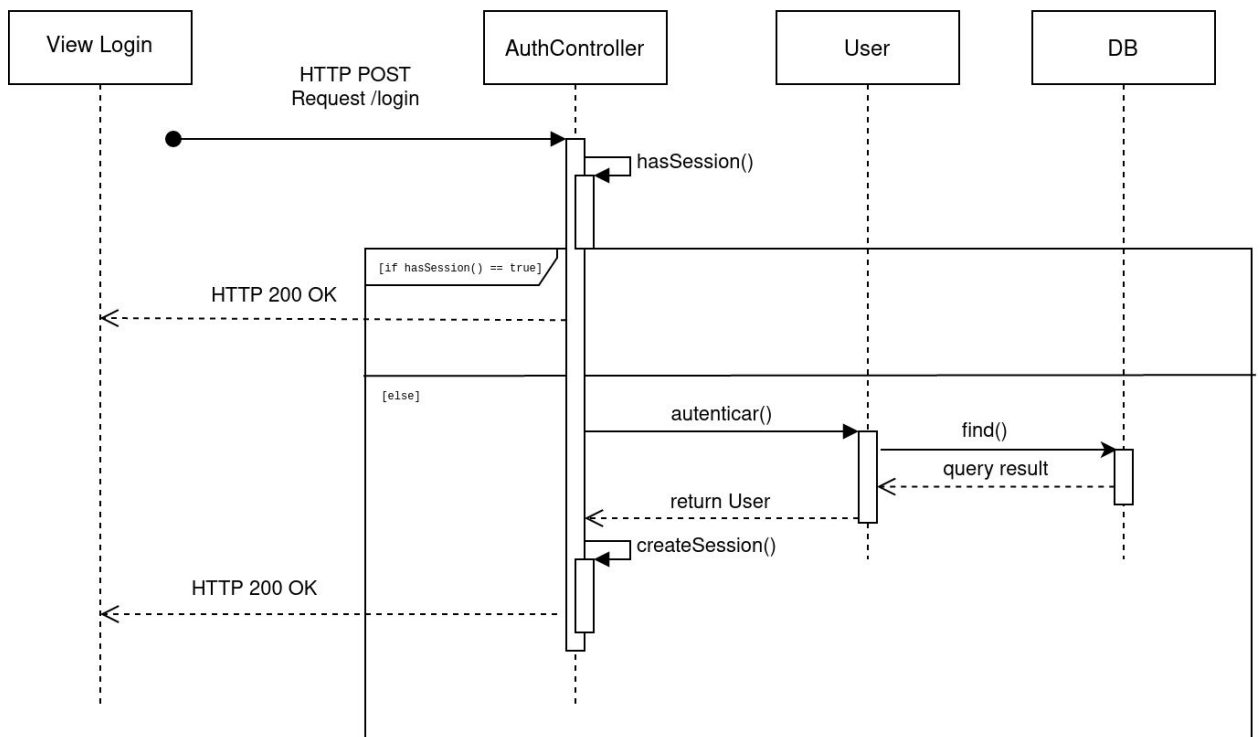 View Login
AuthController
User
DB
HTTP POST
Request /login
hasSession()
[if hasSession() == true]
HTTP 200 OK
[else]
autenticar()
find()
query result
return User
createSession()
HTTP 200 OK